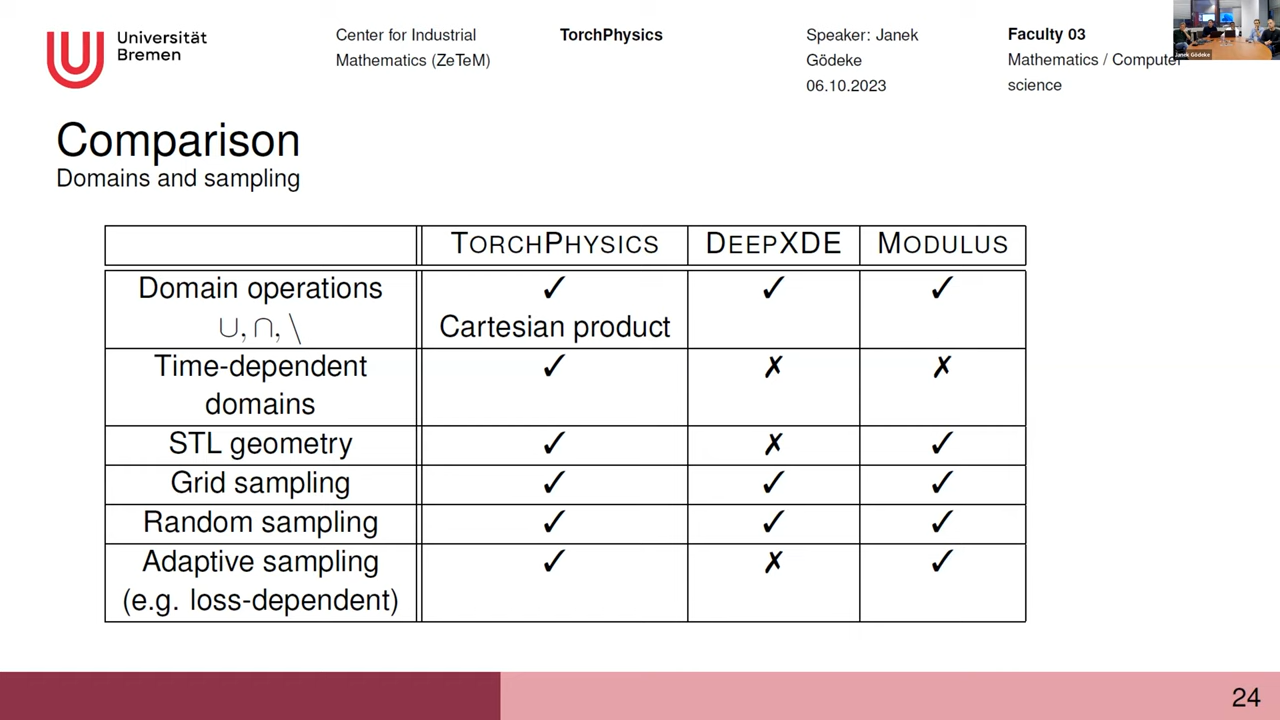 Universität
Bremen
Center for Industrial
Mathematics (ZeTeM)
TorchPhysics
Speaker: Janek
Gödeke
06.10.2023
Faculty 03
Mathematics / Computer
science
Janek Gödeke
Comparison
Domains and sampling
TORCHPHYSICS DEEPXDE MODULUS
Domain operations ✓ ✓ ✓
∪, ∩, \ Cartesian product
Time-dependent ✓ ✗ ✗
domains
STL geometry ✓ ✗ ✓
Grid sampling ✓ ✓ ✓
Random sampling ✓ ✓ ✓
Adaptive sampling ✓ ✗ ✓
(e.g. loss-dependent)
24